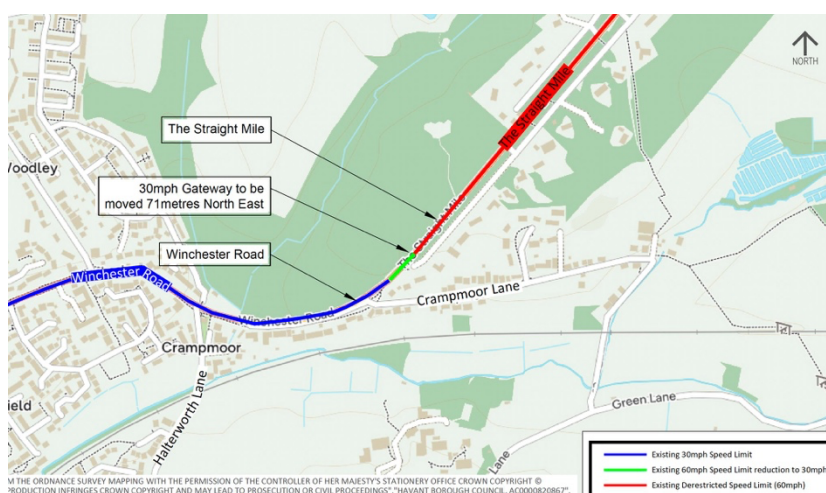 The Straight Mile
NORTH
The Straight Mile
Woodley
30mph Gateway to be
moved 71metres North East
The Straight Mile
Winchester Road
Winchester Road
Crampmoor Lane
Winchester Road
Crampmoor
Halterworth Lane
field
Green Lane
Lane
Existing 30mph Speed Limit
Existing 60mph Speed Limit reduction to 30mph
Existing Derestricted Speed Limit (60mph)
M THE ORDNANCE SURVEY MAPPING WITH THE PERMISSION OF THE CONTROLLER OF HER MAJESTY'S STATIONERY OFFICE CROWN COPYRIGHT ©
PRODUCTION INFRINGES CROWN COPYRIGHT AND MAY LEAD TO PROSECUTION OR CIVIL PROCEEDINGS". "HAVANT BOROUGH COUNCIL, AC0000820867".